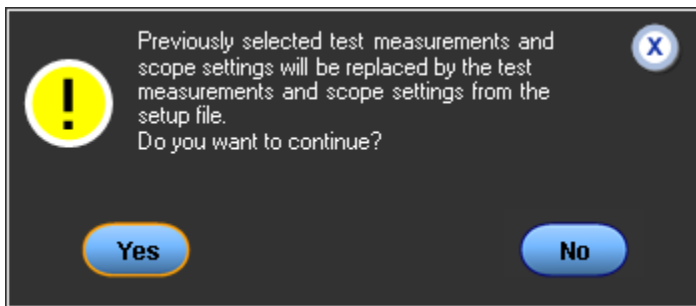 Previously selected test measurements and
scope settings will be replaced by the test
measurements and scope settings from the
setup file.
Do you want to continue?
X
!
Yes
No